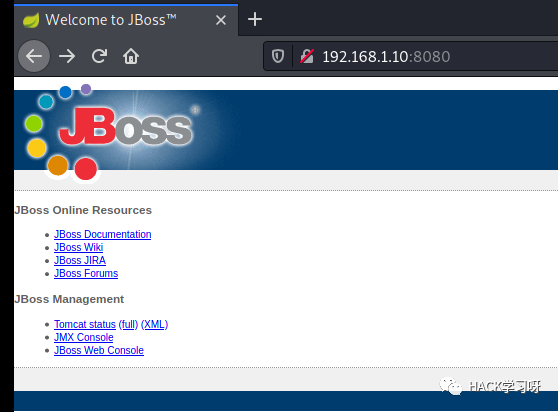 Welcome to JBoss™
192.168.1.10:8080
JBoss®
JBoss Online Resources
JBoss Documentation
JBoss Wiki
JBoss JIRA
JBoss Forums
JBoss Management
Tomcat status (full) (XML)
JMX Console
JBoss Web Console
HACK学习呀